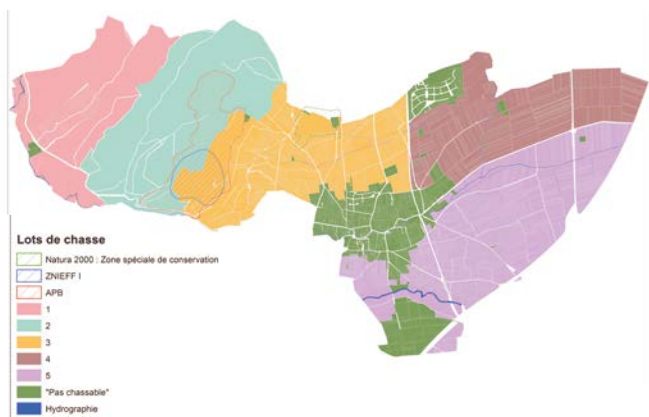 Lots de chasse
Natura 2000 : Zone spéciale de conservation
ZNIEFF I
APB
1
2
3
4
5
"Pas chassable"
Hydrographie